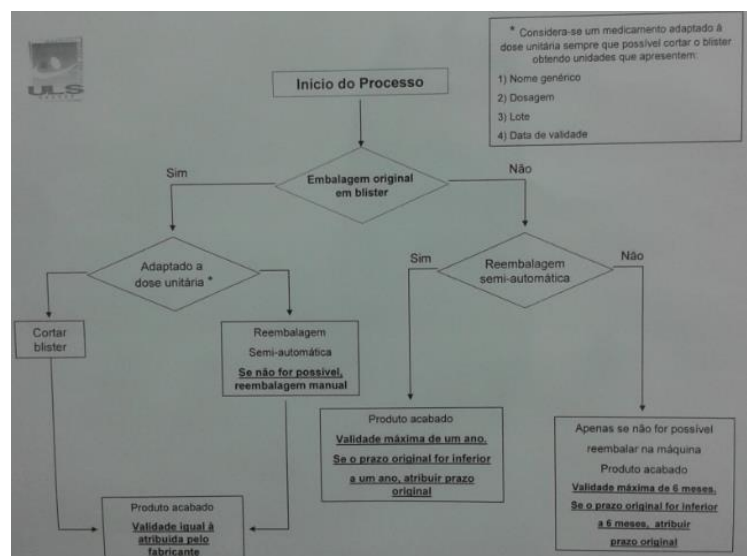 ULS
Inicio do Processo
* Considera-se um medicamento adaptado à
dose unitária sempre que possível cortar o blister
obtendo unidades que apresentem:
1) Nome genérico
2) Dosagem
3) Lote
4) Data de validade
Sim
Embalagem original
em blister
Não
Adaptado a
dose unitária *
Sim
Reembalagem
semi-automática
Não
Cortar
blister
Reembalagem
Semi-automática
Se não for possível,
reembalagem manual
Produto acabado
Validade máxima de um ano.
Se o prazo original for inferior
a um ano, atribuir prazo
original
Apenas se não for possível
reembalar na máquina
Produto acabado
Validade máxima de 6 meses.
Se o prazo original for inferior
a 6 meses, atribuir
prazo original
Produto acabado
Validade igual à
atribuida pelo
fabricante